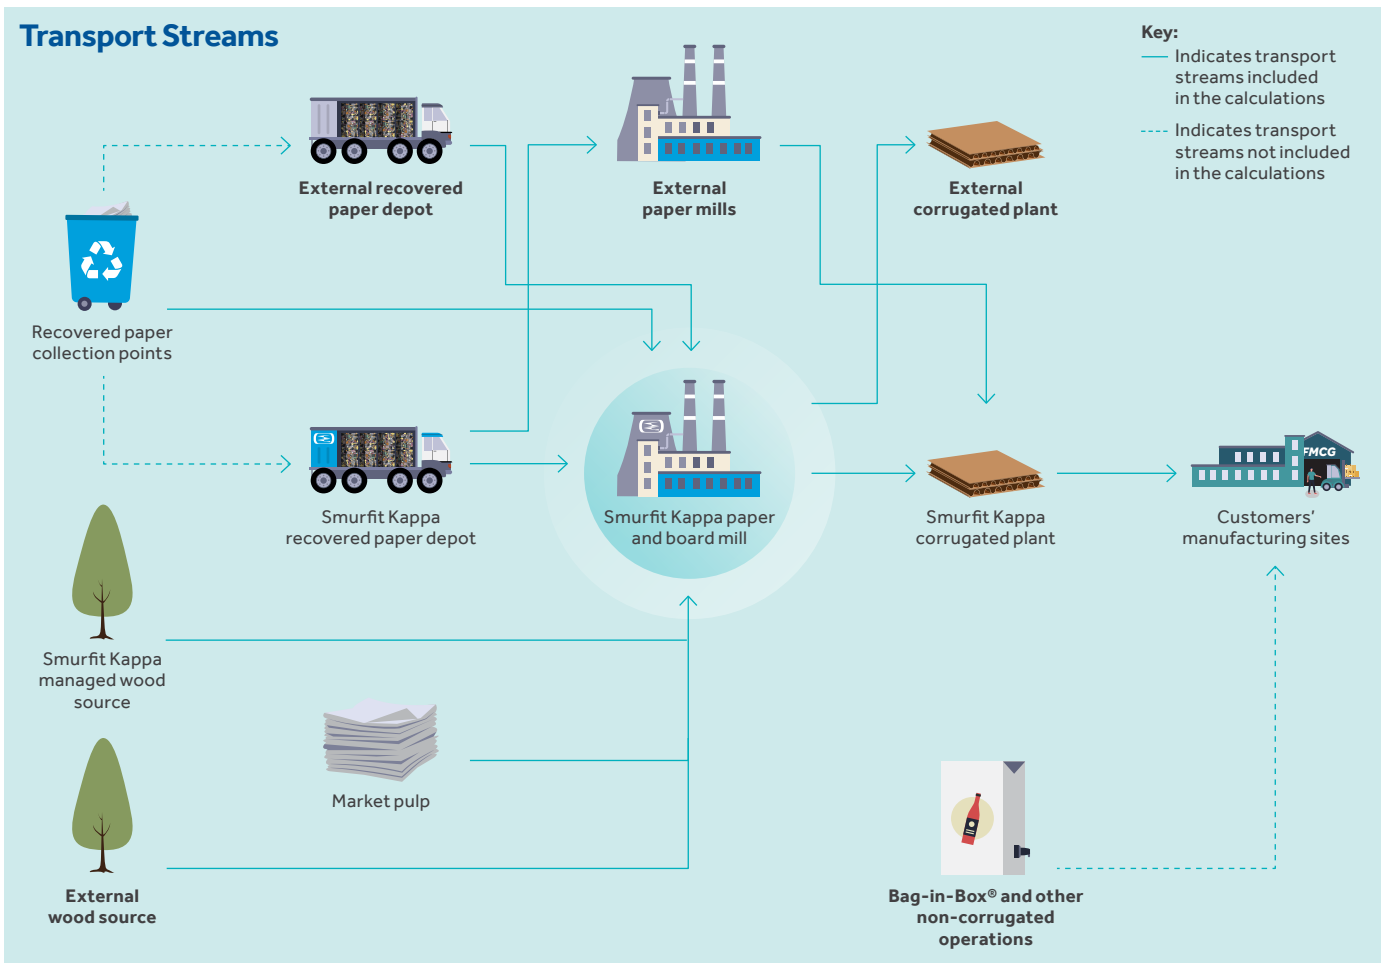 Transport Streams
Key:
Indicates transport
streams included
in the calculations
Indicates transport
streams not included
in the calculations
External recovered
paper depot
External
paper mills
External
corrugated plant
Recovered paper
collection points
Smurfit Kappa
recovered paper depot
Smurfit Kappa paper
and board mill
Smurfit Kappa
corrugated plant
FMCG
Customers’
manufacturing sites
Smurfit Kappa
managed wood
source
Market pulp
External
wood source
Bag-in-Box® and other
non-corrugated
operations